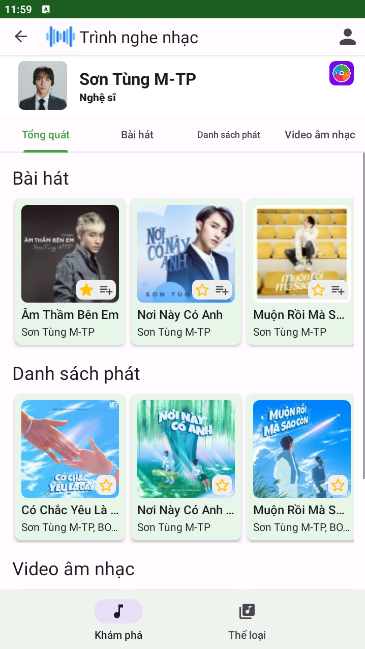 11:59 A
Trình nghe nhạc
Sơn Tùng M-TP
Nghệ sĩ
Tổng quát Bài hát Danh sách phát Video âm nhạc
Bài hát
ÂM THẦM BÊN EM
NƠI NÀY CÓ ANH
SƠN TÙNG
MUỘN RỒI MÀ SAO
Âm Thầm Bên Em Nơi Này Có Anh Muộn Rồi Mà S...
Sơn Tùng M-TP Sơn Tùng M-TP Sơn Tùng M-TP
Danh sách phát
CÓ CHẮC YÊU LÀ ĐÂY
NƠI NÀY CÓ ANH
MUỘN RỒI MÀ SAO CÒN
Có Chắc Yêu Là ... Nơi Này Có Anh ... Muộn Rồi Mà S...
Sơn Tùng M-TP, BO... Sơn Tùng M-TP Sơn Tùng M-TP, BO...
Video âm nhạc
Khám phá Thể loại